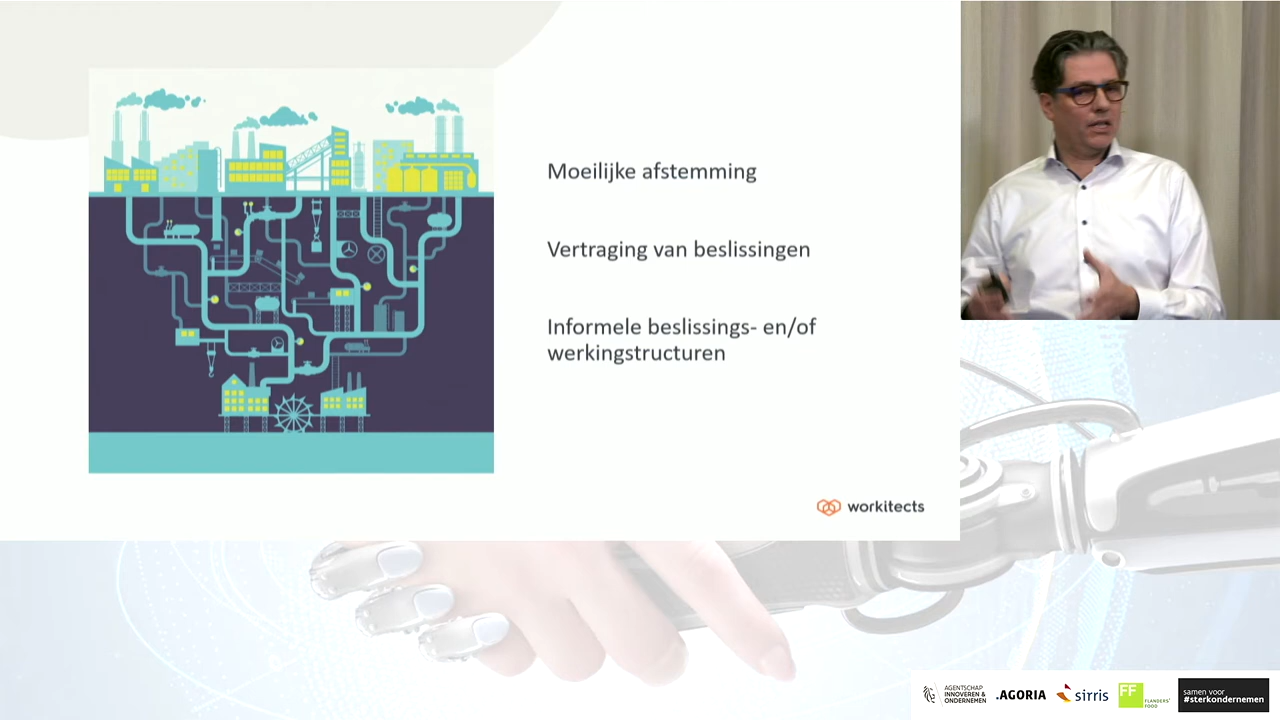 Moeilijke afstemming
Vertraging van beslissingen
Informele beslissings- en/of
werkingstructuren
workitects
AGENTSCHAP
INNOVEREN &
ONDERNEMEN
.AGORIA
sirris
FF
FLANDERS'
FOOD
samen voor
#sterkondernemen